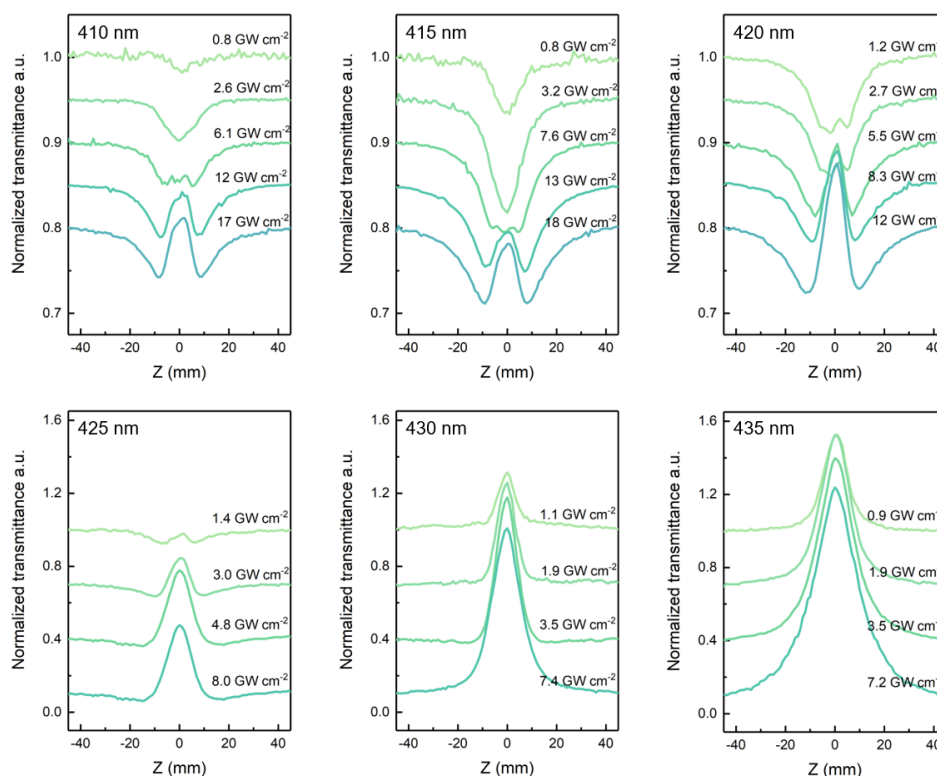 410 nm
0.8 GW cm⁻²
2.6 GW cm⁻²
6.1 GW cm⁻²
12 GW cm⁻²
17 GW cm⁻²
1.0
0.9
0.8
0.7
Normalized transmittance a.u.
-40 -20 0 20 40
Z (mm)
415 nm
0.8 GW cm⁻²
3.2 GW cm⁻²
7.6 GW cm⁻²
13 GW cm⁻²
18 GW cm⁻²
1.0
0.9
0.8
0.7
Normalized transmittance a.u.
-40 -20 0 20 40
Z (mm)
420 nm
1.2 GW cm⁻²
2.7 GW cm⁻²
5.5 GW cm⁻²
8.3 GW cm⁻²
12 GW cm⁻²
1.0
0.9
0.8
0.7
Normalized transmittance a.u.
-40 -20 0 20 40
Z (mm)
425 nm
1.4 GW cm⁻²
3.0 GW cm⁻²
4.8 GW cm⁻²
8.0 GW cm⁻²
1.6
1.2
0.8
0.4
0.0
Normalized transmittance a.u.
-40 -20 0 20 40
Z (mm)
430 nm
1.1 GW cm⁻²
1.9 GW cm⁻²
3.5 GW cm⁻²
7.4 GW cm⁻²
1.6
1.2
0.8
0.4
0.0
Normalized transmittance a.u.
-40 -20 0 20 40
Z (mm)
435 nm
0.9 GW cm⁻²
1.9 GW cm⁻²
3.5 GW cm⁻²
7.2 GW cm⁻²
1.6
1.2
0.8
0.4
0.0
Normalized transmittance a.u.
-40 -20 0 20 40
Z (mm)